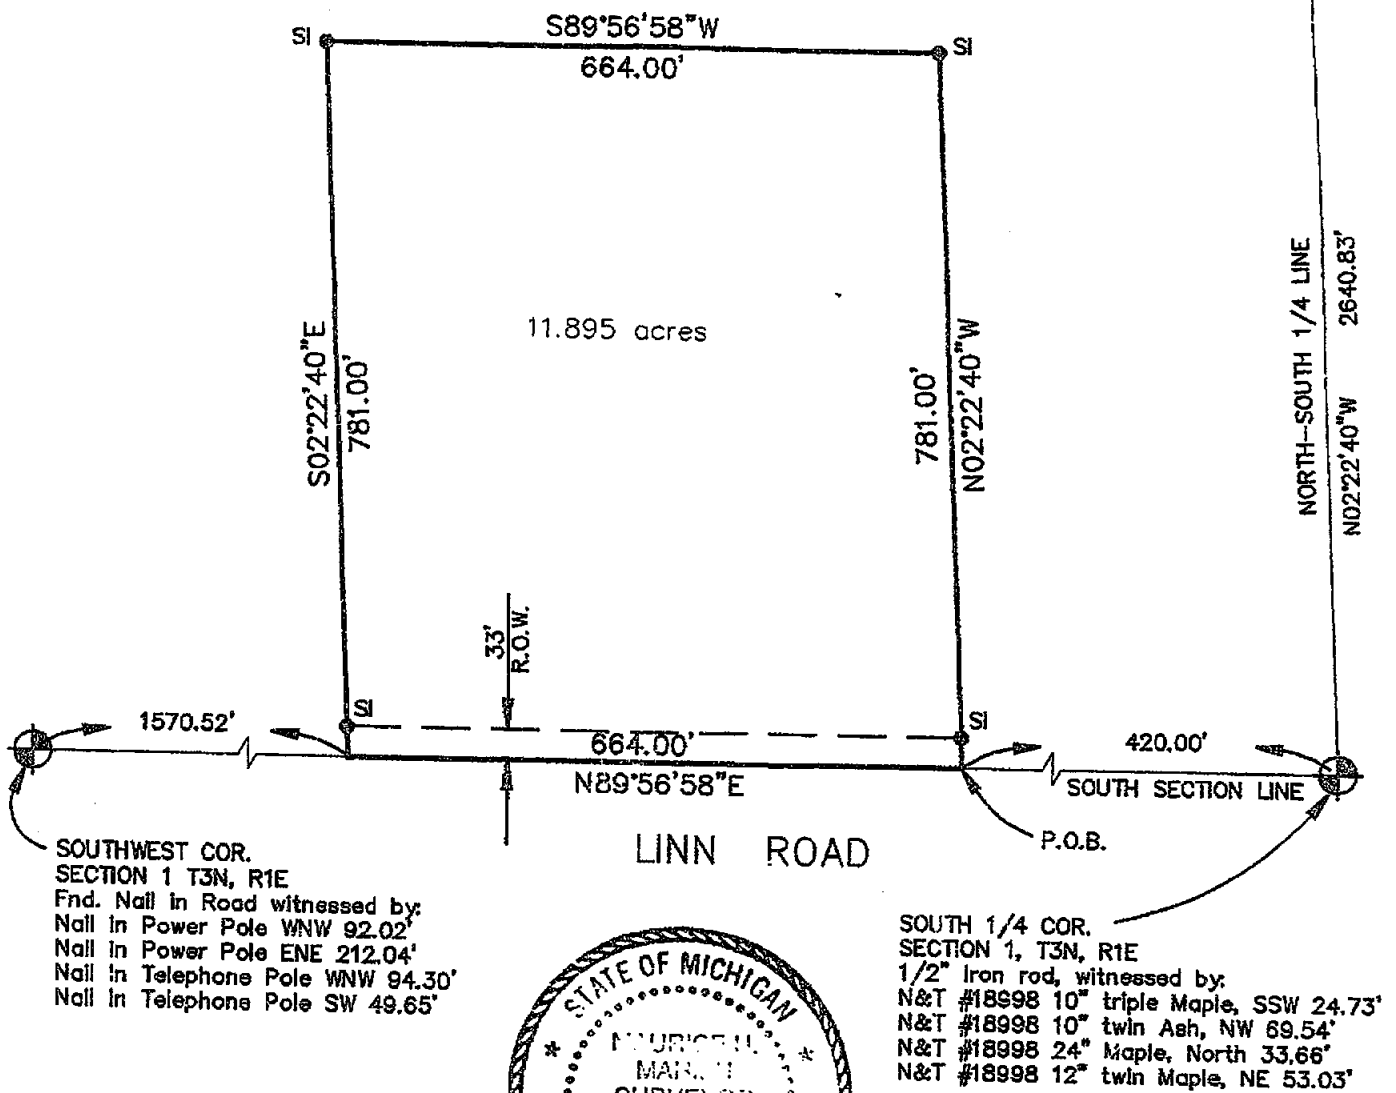 SI
S89°56'58"W
664.00'
SI
11.895 acres
S02°22'40"E
781.00'
781.00'
N02°22'40"W
NORTH-SOUTH 1/4 LINE
N02°22'40"W 2640.83'
33'
R.O.W.
SI
SI
1570.52'
664.00'
N89°56'58"E
420.00'
SOUTH SECTION LINE
P.O.B.
LINN ROAD
SOUTHWEST COR.
SECTION 1 T3N, R1E
Fnd. Nail in Road witnessed by:
Nail in Power Pole WNW 92.02'
Nail in Power Pole ENE 212.04'
Nail in Telephone Pole WNW 94.30'
Nail in Telephone Pole SW 49.65'
SOUTH 1/4 COR.
SECTION 1, T3N, R1E
1/2" Iron rod, witnessed by:
N&T #18998 10" triple Maple, SSW 24.73'
N&T #18998 10" twin Ash, NW 69.54'
N&T #18998 24" Maple, North 33.66'
N&T #18998 12" twin Maple, NE 53.03'
STATE OF MICHIGAN